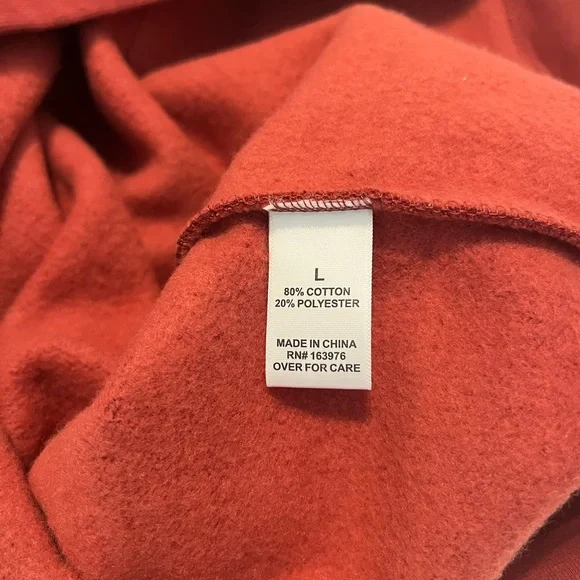 L
80% COTTON
20% POLYESTER
MADE IN CHINA
RN# 163976
OVER FOR CARE